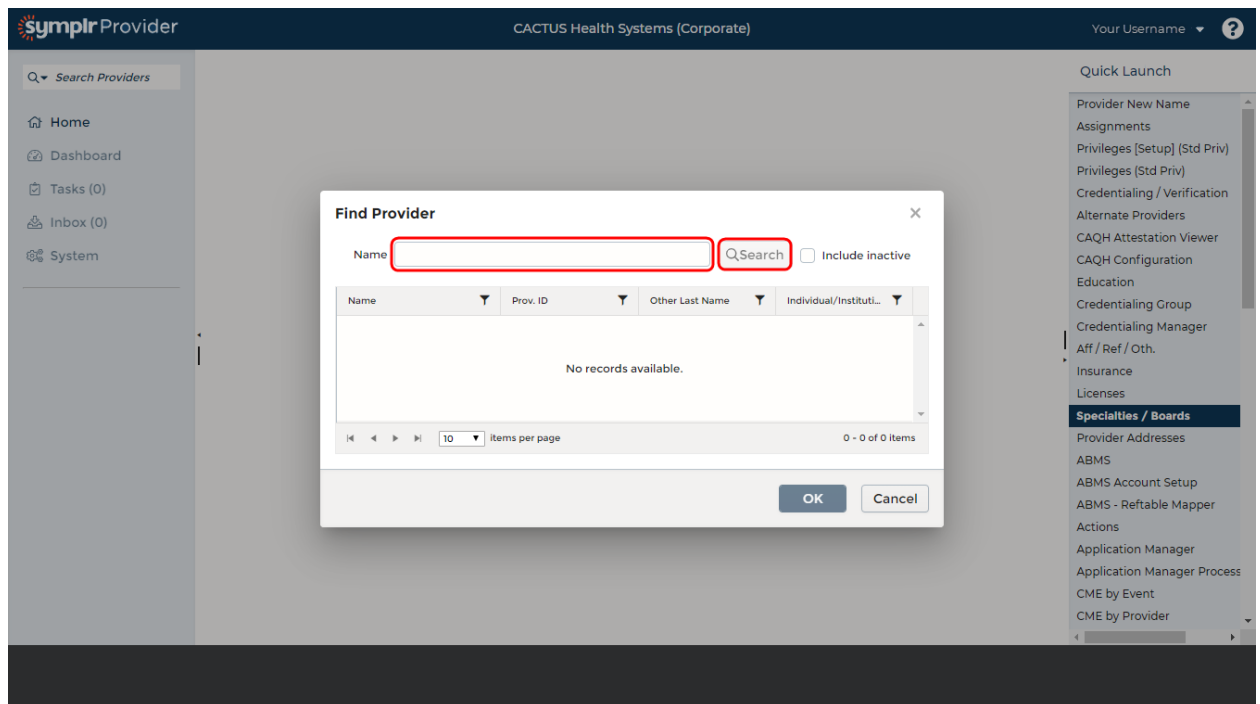 symplr Provider
CACTUS Health Systems (Corporate)
Your Username
?
Search Providers
Home
Dashboard
Tasks (0)
Inbox (0)
System
Find Provider
Name
Search
Include inactive
Name
Prov. ID
Other Last Name
Individual/Instituti...
No records available.
10
items per page
0 - 0 of 0 items
OK
Cancel
Quick Launch
Provider New Name
Assignments
Privileges [Setup] (Std Priv)
Privileges (Std Priv)
Credentialing / Verification
Alternate Providers
CAQH Attestation Viewer
CAQH Configuration
Education
Credentialing Group
Credentialing Manager
Aff / Ref / Oth.
Insurance
Licenses
Specialties / Boards
Provider Addresses
ABMS
ABMS Account Setup
ABMS - Reftable Mapper
Actions
Application Manager
Application Manager Process
CME by Event
CME by Provider